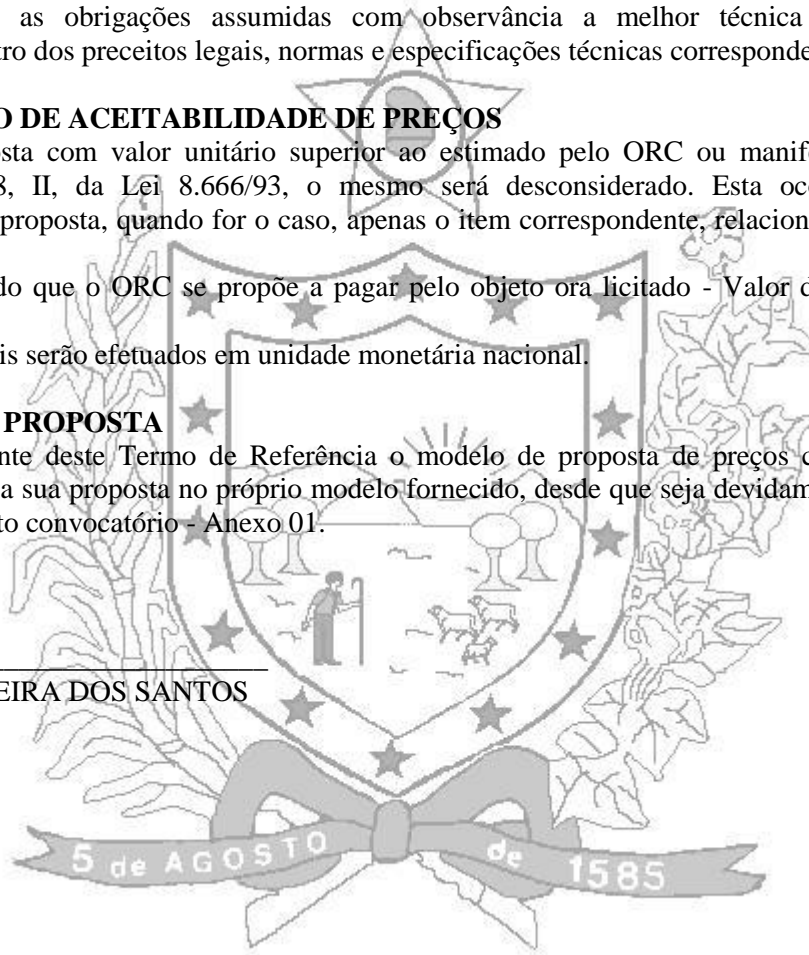 as obrigações assumidas com observância a melhor técnica
tro dos preceitos legais, normas e especificações técnicas corresponde
O DE ACEITABILIDADE DE PREÇOS
sta com valor unitário superior ao estimado pelo ORC ou manif
8, II, da Lei 8.666/93, o mesmo será desconsiderado. Esta oc
proposta, quando for o caso, apenas o item correspondente, relacion
do que o ORC se propõe a pagar pelo objeto ora licitado - Valor d
is serão efetuados em unidade monetária nacional.
PROPOSTA
nte deste Termo de Referência o modelo de proposta de preços c
a sua proposta no próprio modelo fornecido, desde que seja devidam
to convocatório - Anexo 01.
EIRA DOS SANTOS
5 de AGOSTO de 1585